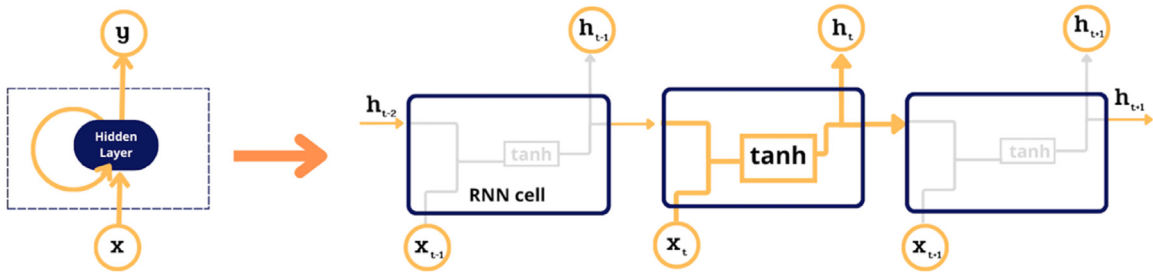 y
Hidden
Layer
x
h t-1
h t-2
tanh
RNN cell
x t-1
h t
tanh
x t
h t+1
h t+1
tanh
x t+1